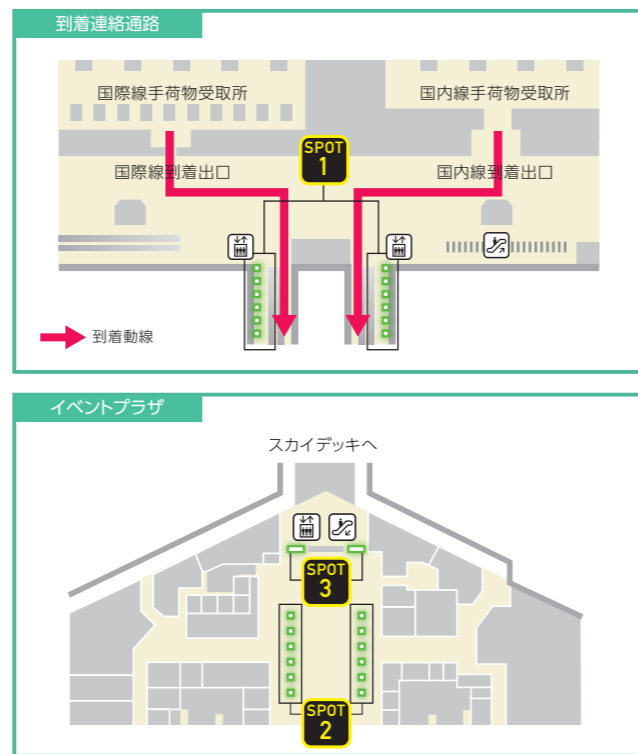 到着連絡通路
国際線手荷物受取所
国内線手荷物受取所
SPOT
1
国際線到着出口
国内線到着出口
到着動線
イベントプラザ
スカイデッキへ
SPOT
3
SPOT
2